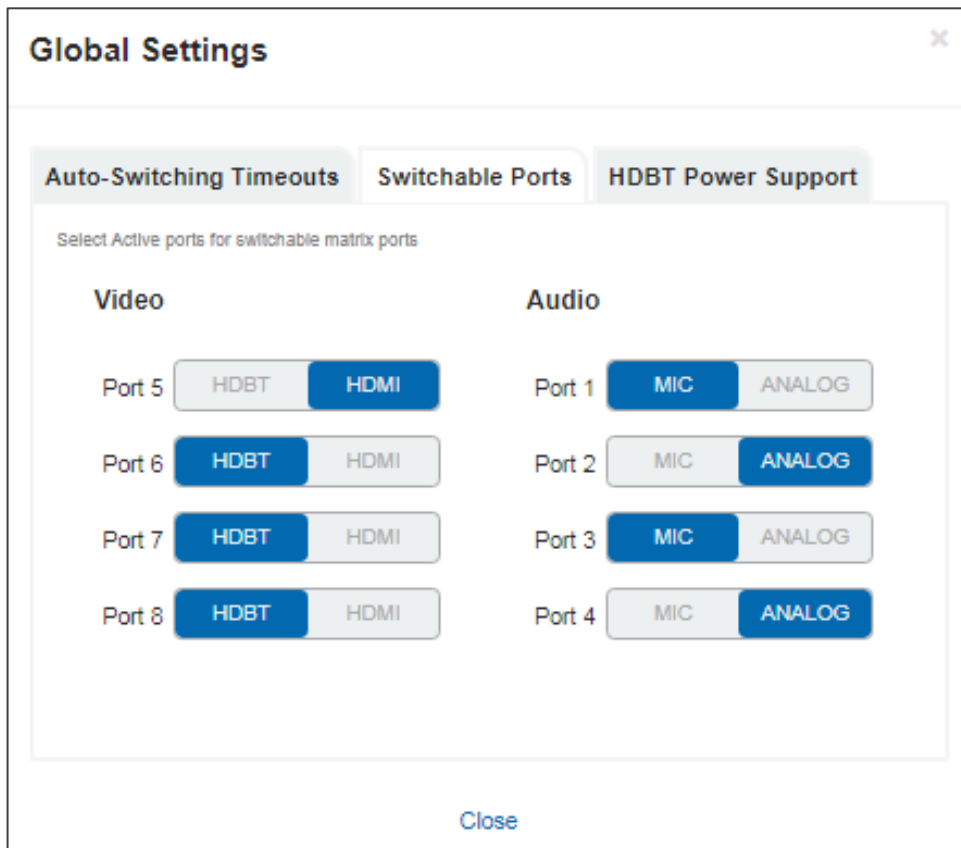 Global Settings ×
Auto-Switching Timeouts Switchable Ports HDBT Power Support
Select Active ports for switchable matrix ports
Video Audio
Port 5 HDBT HDMI Port 1 MIC ANALOG
Port 6 HDBT HDMI Port 2 MIC ANALOG
Port 7 HDBT HDMI Port 3 MIC ANALOG
Port 8 HDBT HDMI Port 4 MIC ANALOG
Close